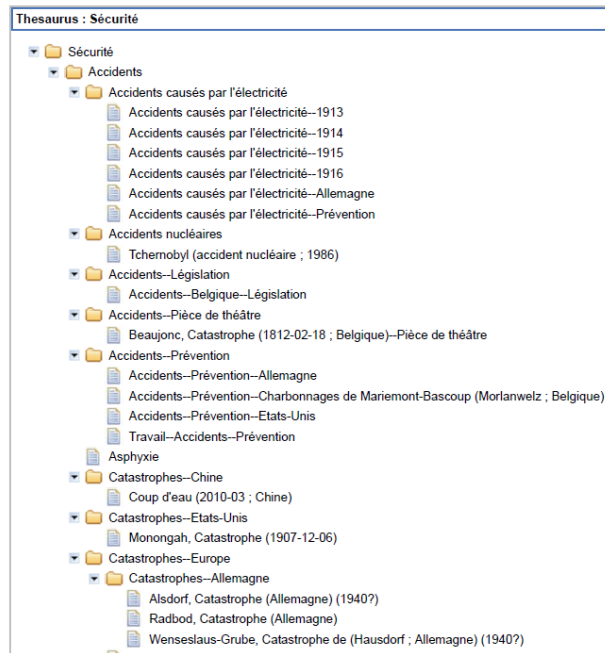 Thesaurus : Sécurité
Sécurité
Accidents
Accidents causés par l'électricité
Accidents causés par l'électricité--1913
Accidents causés par l'électricité--1914
Accidents causés par l'électricité--1915
Accidents causés par l'électricité--1916
Accidents causés par l'électricité--Allemagne
Accidents causés par l'électricité--Prévention
Accidents nucléaires
Tchernobyl (accident nucléaire ; 1986)
Accidents--Législation
Accidents--Belgique--Législation
Accidents--Pièce de théâtre
Beaujonc, Catastrophe (1812-02-18 ; Belgique)--Pièce de théâtre
Accidents--Prévention
Accidents--Prévention--Allemagne
Accidents--Prévention--Charbonnages de Mariemont-Bascoup (Morlanwelz ; Belgique)
Accidents--Prévention--Etats-Unis
Travail--Accidents--Prévention
Asphyxie
Catastrophes--Chine
Coup d'eau (2010-03 ; Chine)
Catastrophes--Etats-Unis
Monongah, Catastrophe (1907-12-06)
Catastrophes--Europe
Catastrophes--Allemagne
Alsdorf, Catastrophe (Allemagne) (1940?)
Radbod, Catastrophe (Allemagne)
Wenseslaus-Grube, Catastrophe de (Hausdorf ; Allemagne) (1940?)